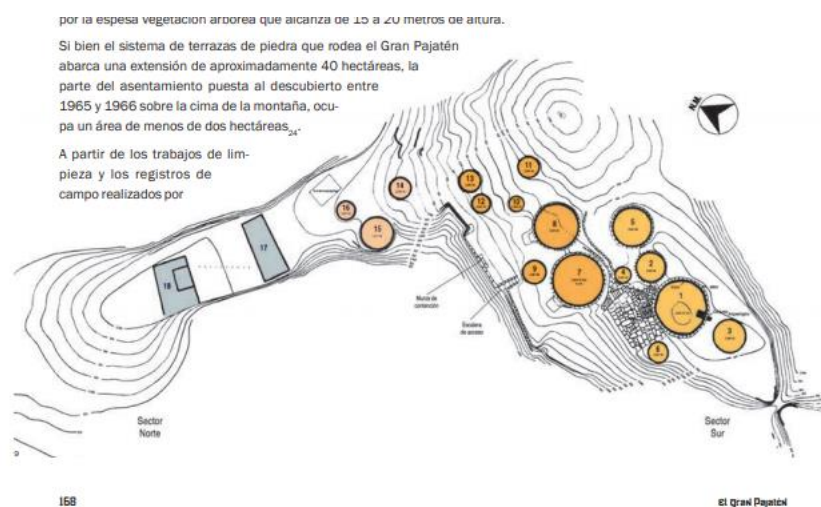 por la espesa vegetación arbórea que alcanza de 15 a 20 metros de altura.
Si bien el sistema de terrazas de piedra que rodea el Gran Pajatén
abarca una extensión de aproximadamente 40 hectáreas, la
parte del asentamiento puesta al descubierto entre
1965 y 1966 sobre la cima de la montaña, ocu-
pa un área de menos de dos hectáreas24.
A partir de los trabajos de lim-
pieza y los registros de
campo realizados por
N.M.
11
13
14
12
10
16
15
8
5
17
18
9
7
4
2
1
3
6
Muros de
contención
Escalera
de acceso
Sector
Norte
Sector
Sur
168
El Gran Pajatén